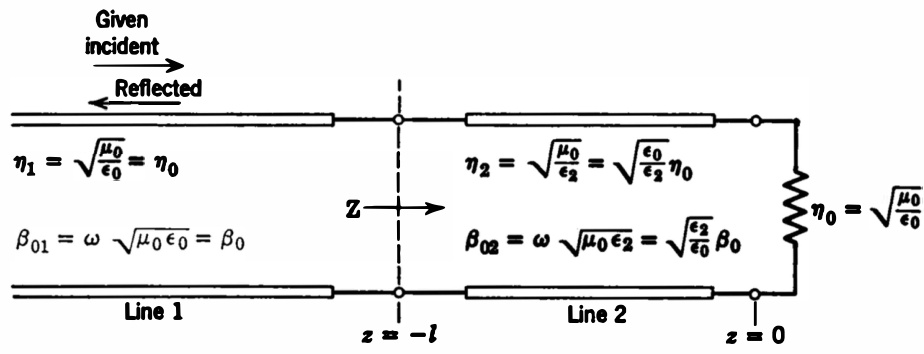 Given
incident
Reflected
η₁ = √(μ₀/ϵ₀) = η₀
η₂ = √(μ₀/ϵ₂) = √(ϵ₀/ϵ₂) η₀
Z
η₀ = √(μ₀/ϵ₀)
β₀₁ = ω √(μ₀ϵ₀) = β₀
β₀₂ = ω √(μ₀ϵ₂) = √(ϵ₂/ϵ₀) β₀
Line 1
Line 2
z = −l
z = 0